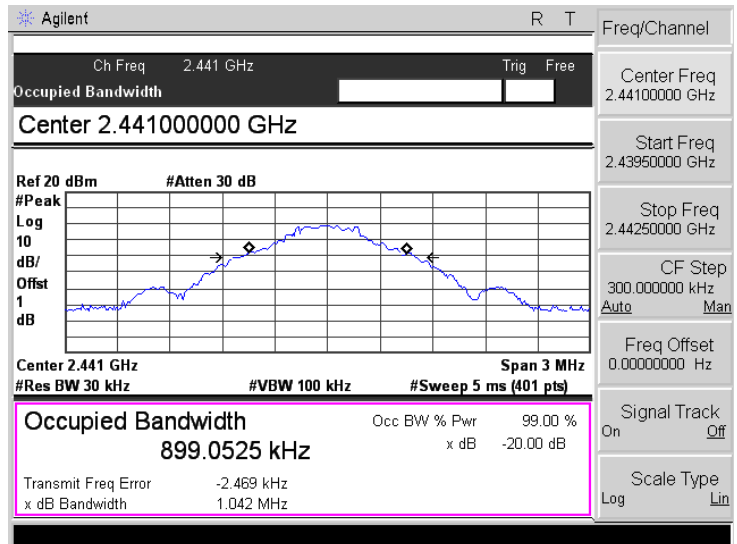 Agilent R T
Freq/Channel
Ch Freq 2.441 GHz Trig Free
Occupied Bandwidth
Center 2.441000000 GHz
Center Freq
2.44100000 GHz
Start Freq
2.43950000 GHz
Stop Freq
2.44250000 GHz
CF Step
300.000000 kHz
Auto Man
Freq Offset
0.00000000 Hz
Signal Track
On Off
Scale Type
Log Lin
Ref 20 dBm #Atten 30 dB
#Peak
Log
10
dB/
Offst
1
dB
Center 2.441 GHz Span 3 MHz
#Res BW 30 kHz #VBW 100 kHz #Sweep 5 ms (401 pts)
Occupied Bandwidth
899.0525 kHz
Occ BW % Pwr 99.00 %
x dB -20.00 dB
Transmit Freq Error -2.469 kHz
x dB Bandwidth 1.042 MHz